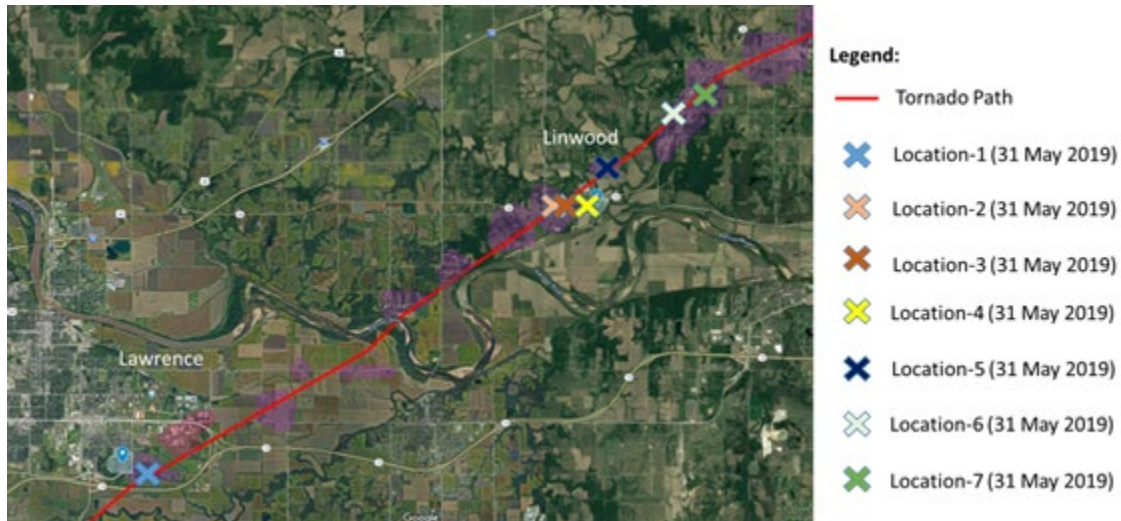 Linwood
Lawrence
Google
Legend:
Tornado Path
Location-1 (31 May 2019)
Location-2 (31 May 2019)
Location-3 (31 May 2019)
Location-4 (31 May 2019)
Location-5 (31 May 2019)
Location-6 (31 May 2019)
Location-7 (31 May 2019)